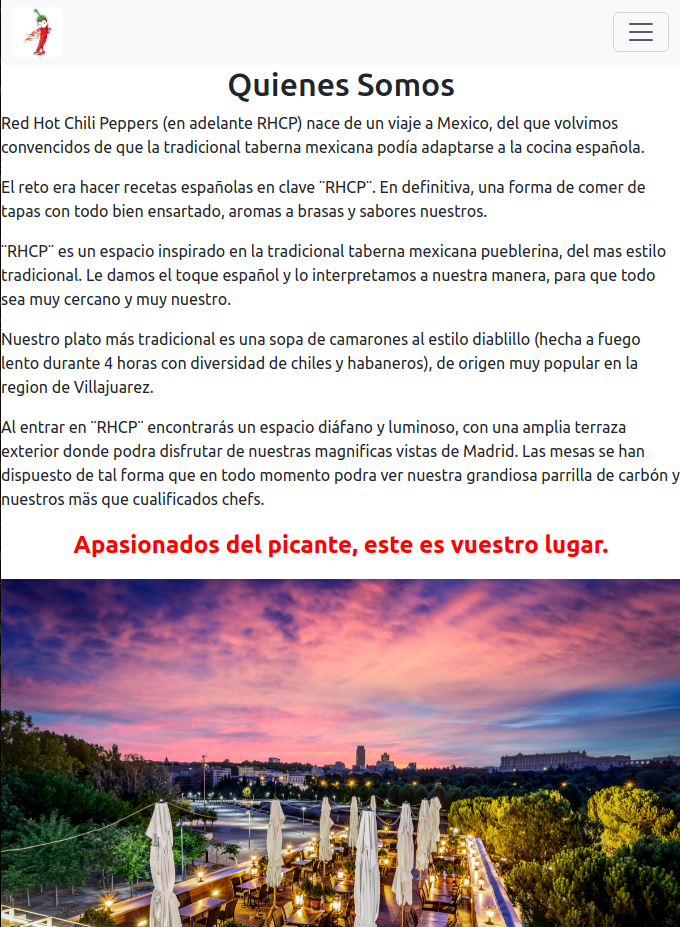 Quienes Somos
Red Hot Chili Peppers (en adelante RHCP) nace de un viaje a Mexico, del que volvimos
convencidos de que la tradicional taberna mexicana podía adaptarse a la cocina española.
El reto era hacer recetas españolas en clave ¨RHCP¨. En definitiva, una forma de comer de
tapas con todo bien ensartado, aromas a brasas y sabores nuestros.
¨RHCP¨ es un espacio inspirado en la tradicional taberna mexicana pueblerina, del mas estilo
tradicional. Le damos el toque español y lo interpretamos a nuestra manera, para que todo
sea muy cercano y muy nuestro.
Nuestro plato más tradicional es una sopa de camarones al estilo diablillo (hecha a fuego
lento durante 4 horas con diversidad de chiles y habaneros), de origen muy popular en la
region de Villajuarez.
Al entrar en ¨RHCP¨ encontrarás un espacio diáfano y luminoso, con una amplia terraza
exterior donde podra disfrutar de nuestras magnificas vistas de Madrid. Las mesas se han
dispuesto de tal forma que en todo momento podra ver nuestra grandiosa parrilla de carbón y
nuestros mäs que cualificados chefs.
Apasionados del picante, este es vuestro lugar.